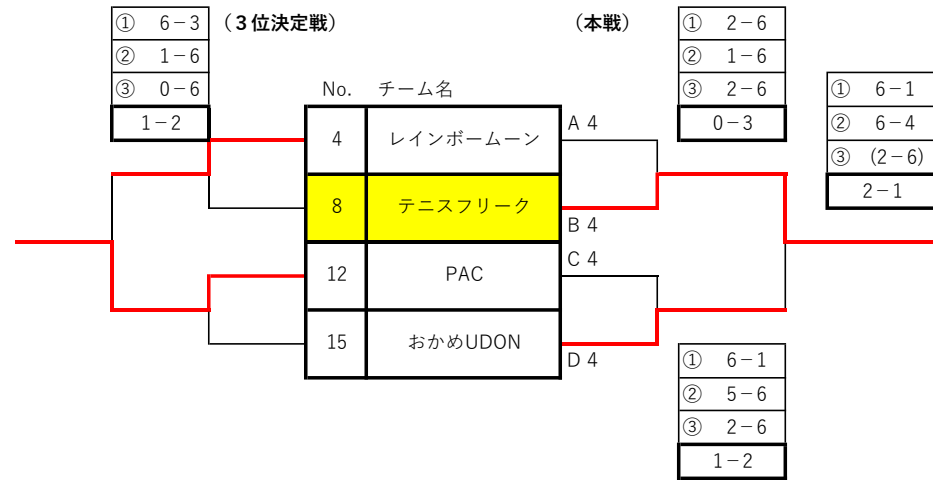 ① 6－3
② 1－6
③ 0－6
1－2
（３位決定戦）
（本戦）
① 2－6
② 1－6
③ 2－6
0－3
① 6－1
② 6－4
③ (2－6)
2－1
No. チーム名
4 レインボームーン A 4
8 テニスフリーク B 4
12 PAC C 4
15 おかめUDON D 4
① 6－1
② 5－6
③ 2－6
1－2